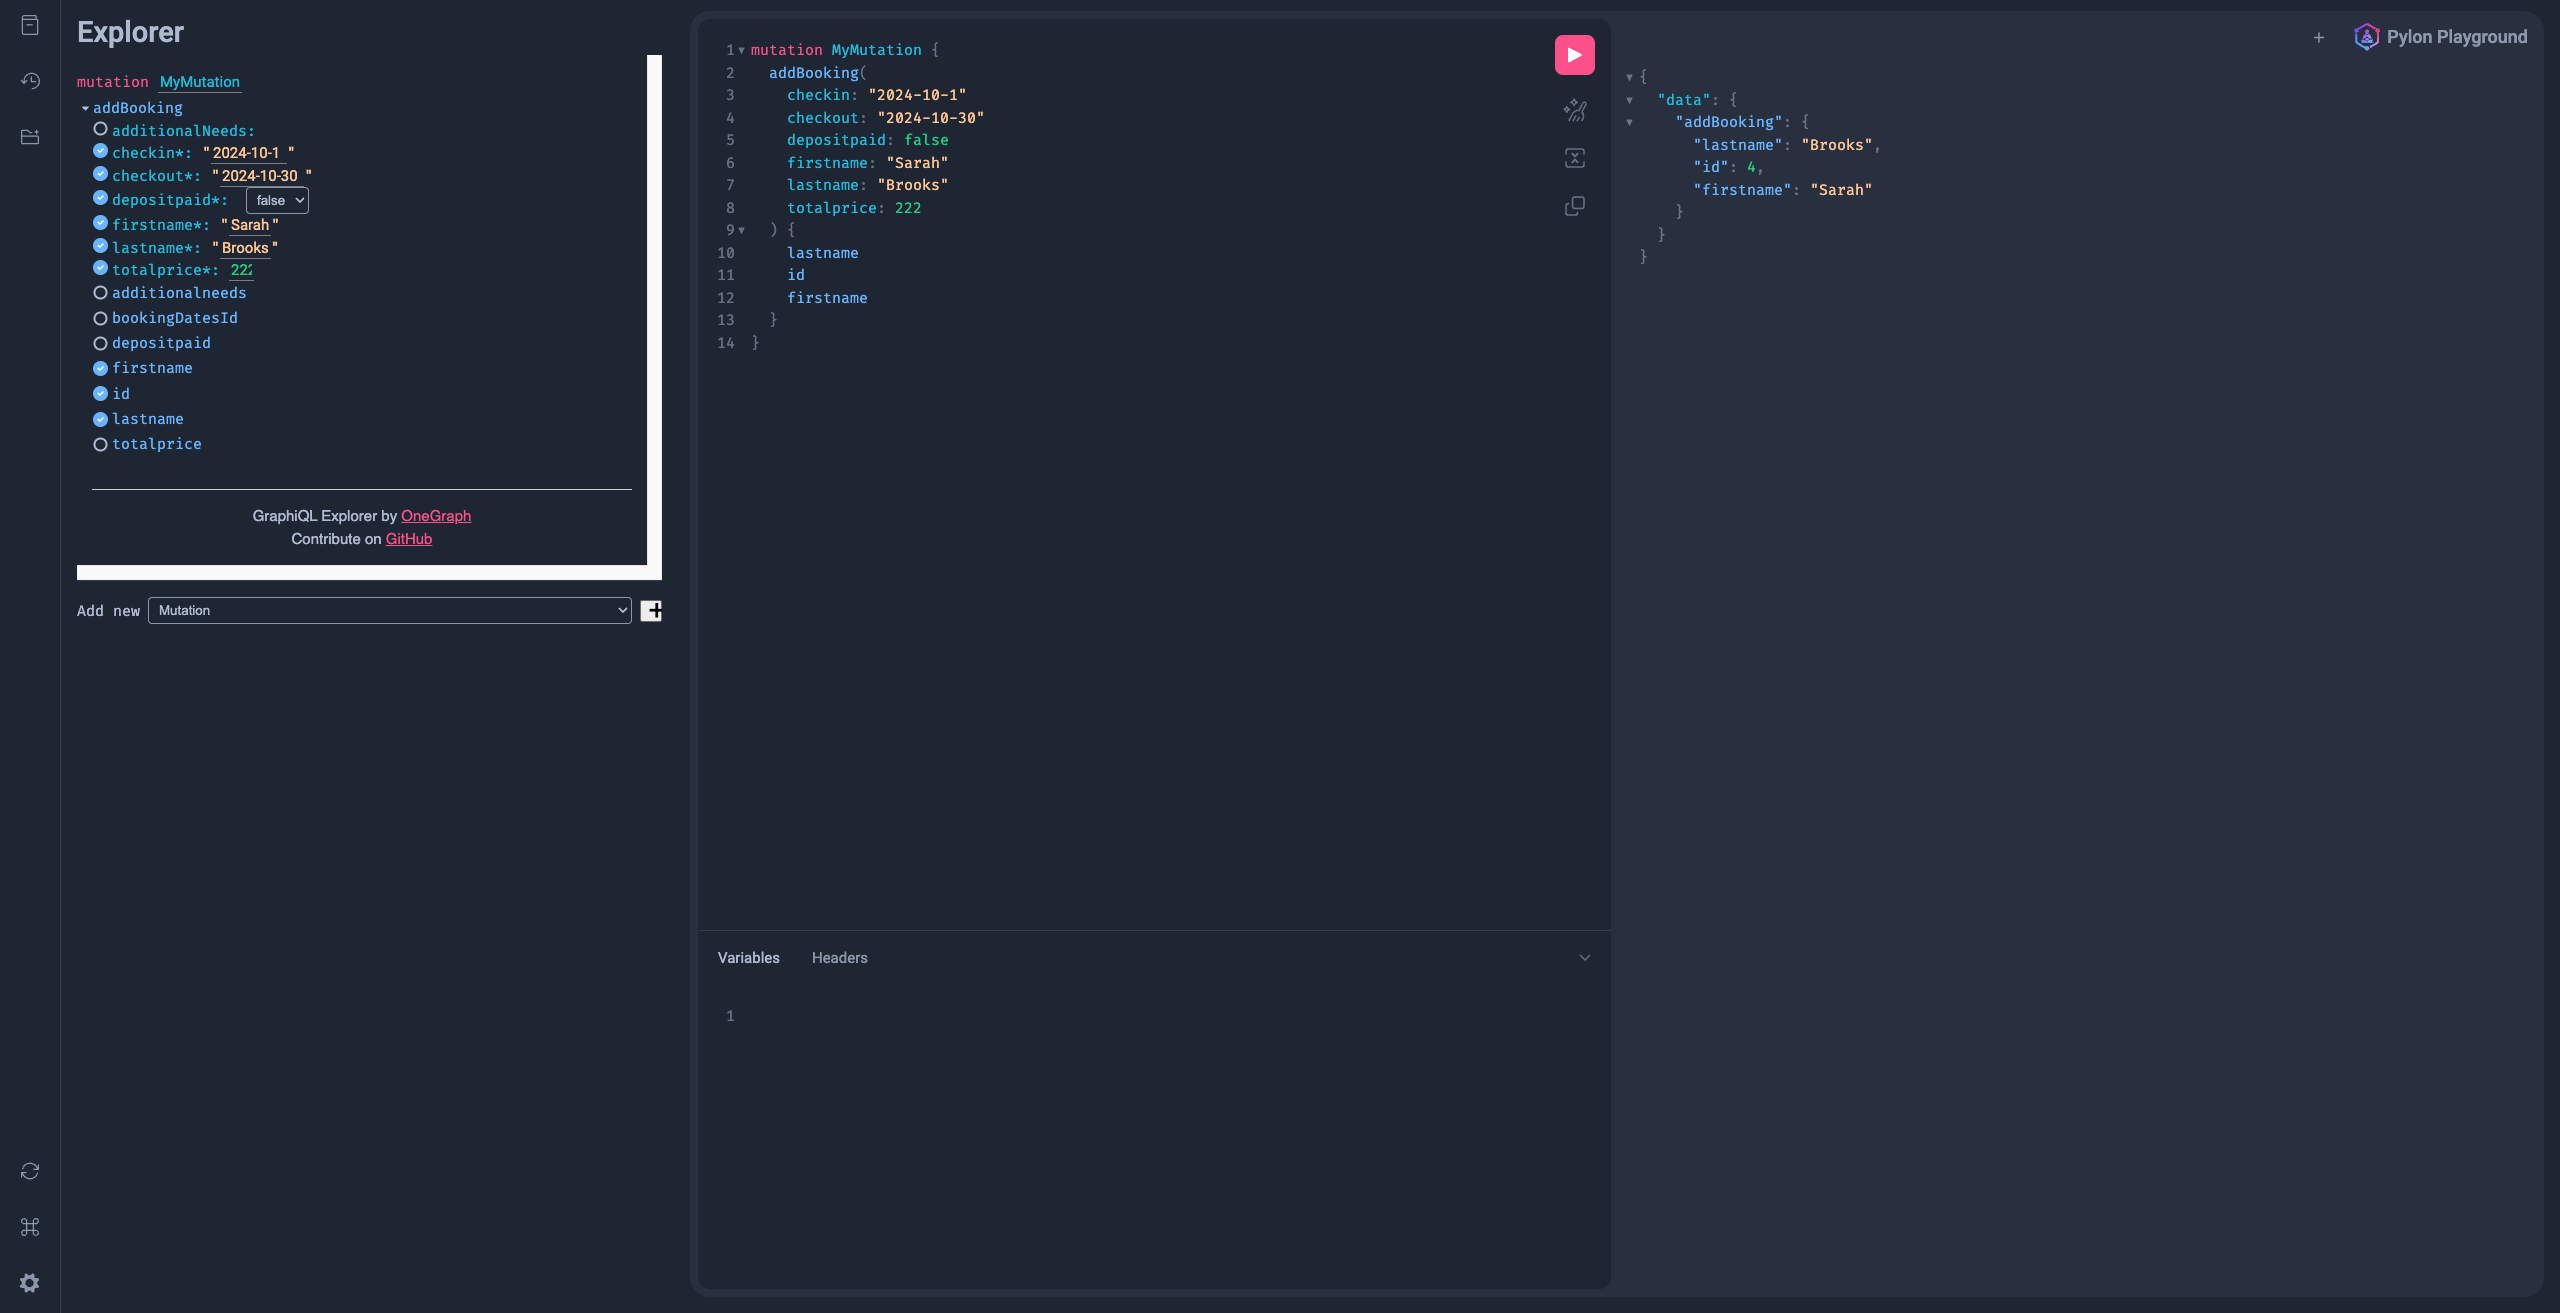 Explorer
mutation MyMutation
addBooking
additionalNeeds:
checkin*: "2024-10-1 "
checkout*: "2024-10-30 "
depositpaid*: false
firstname*: "Sarah"
lastname*: "Brooks"
totalprice*: 222
additionalneeds
bookingDatesId
depositpaid
firstname
id
lastname
totalprice
GraphiQL Explorer by OneGraph
Contribute on GitHub
Add new Mutation +
1 mutation MyMutation {
2 addBooking(
3 checkin: "2024-10-1"
4 checkout: "2024-10-30"
5 depositpaid: false
6 firstname: "Sarah"
7 lastname: "Brooks"
8 totalprice: 222
9 ) {
10 lastname
11 id
12 firstname
13 }
14 }
Variables Headers
1
+ Pylon Playground
{
"data": {
"addBooking": {
"lastname": "Brooks",
"id": 4,
"firstname": "Sarah"
}
}
}